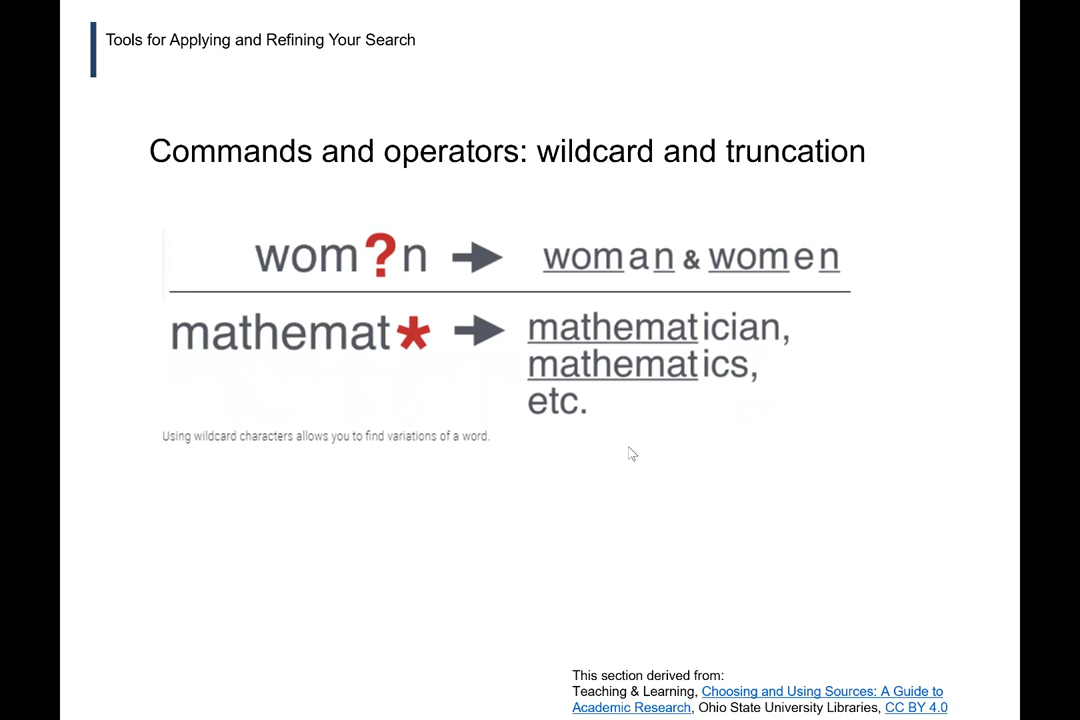 Tools for Applying and Refining Your Search
Commands and operators: wildcard and truncation
wom?n → woman & women
mathemat* → mathematician,
mathematics,
etc.
Using wildcard characters allows you to find variations of a word.
This section derived from:
Teaching & Learning, Choosing and Using Sources: A Guide to
Academic Research, Ohio State University Libraries, CC BY 4.0